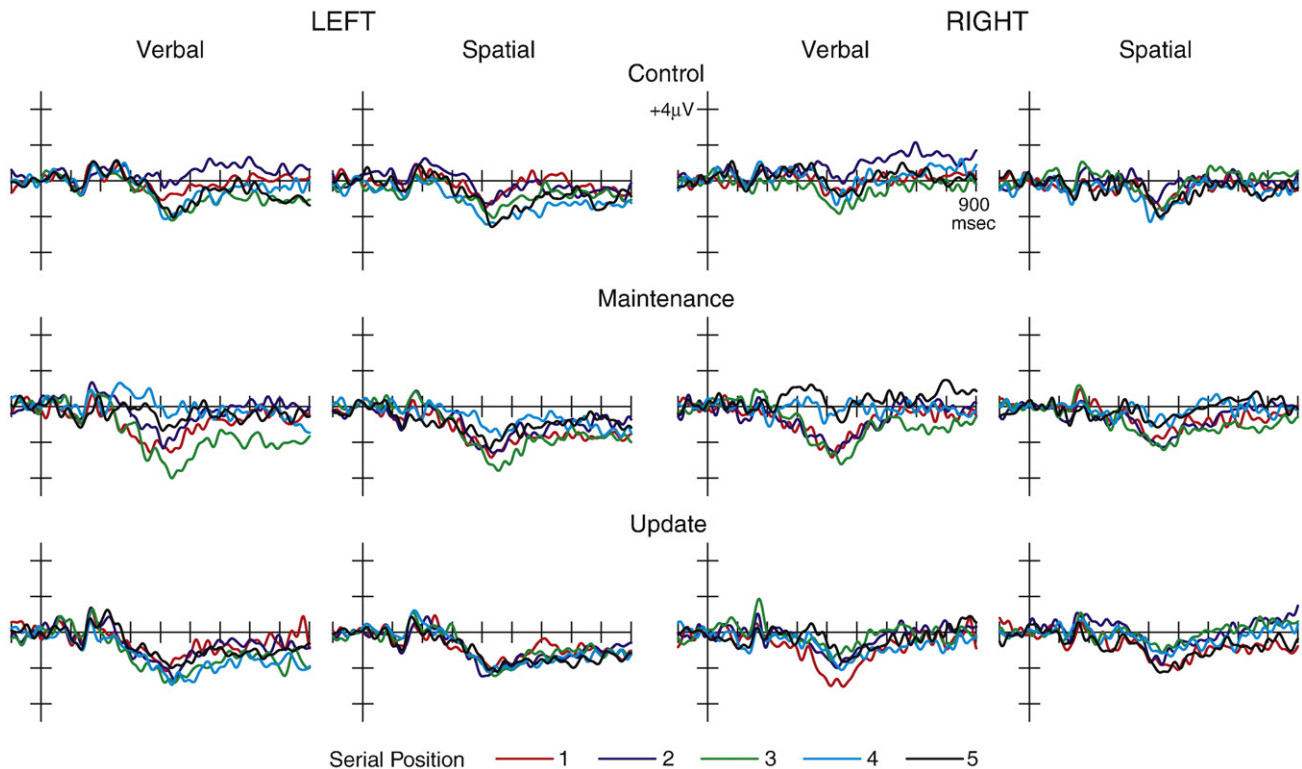 LEFT RIGHT
Verbal Spatial Verbal Spatial
Control
+4μV
900
msec
Maintenance
Update
Serial Position 1 2 3 4 5